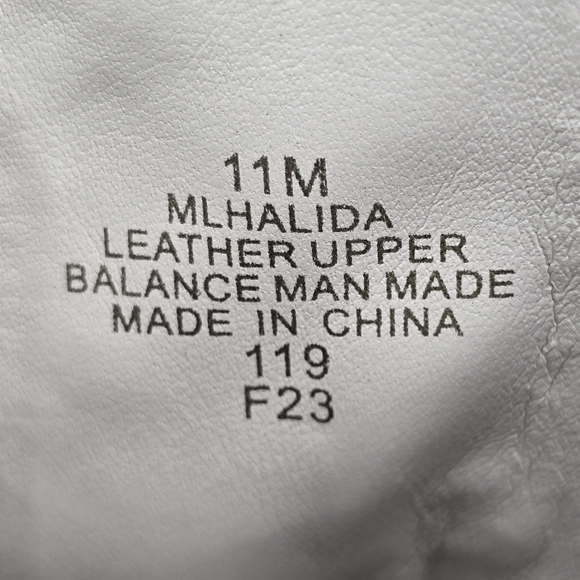 11M
MLHALIDA
LEATHER UPPER
BALANCE MAN MADE
MADE IN CHINA
119
F23